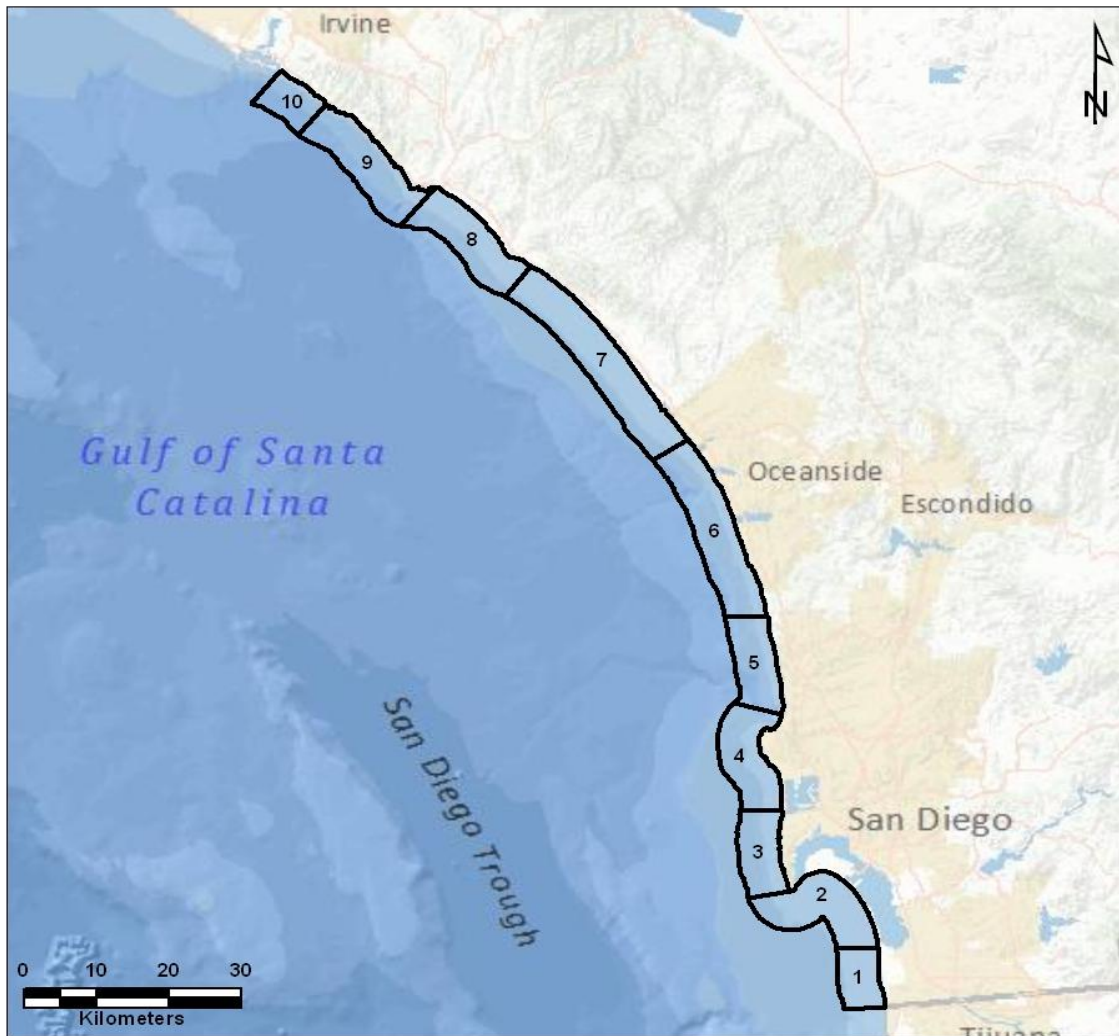 Irvine
N
10
9
8
7
Gulf of Santa
Catalina
Oceanside
Escondido
6
5
San Diego Trough
4
San Diego
3
2
1
0 10 20 30
Kilometers
Tijuana